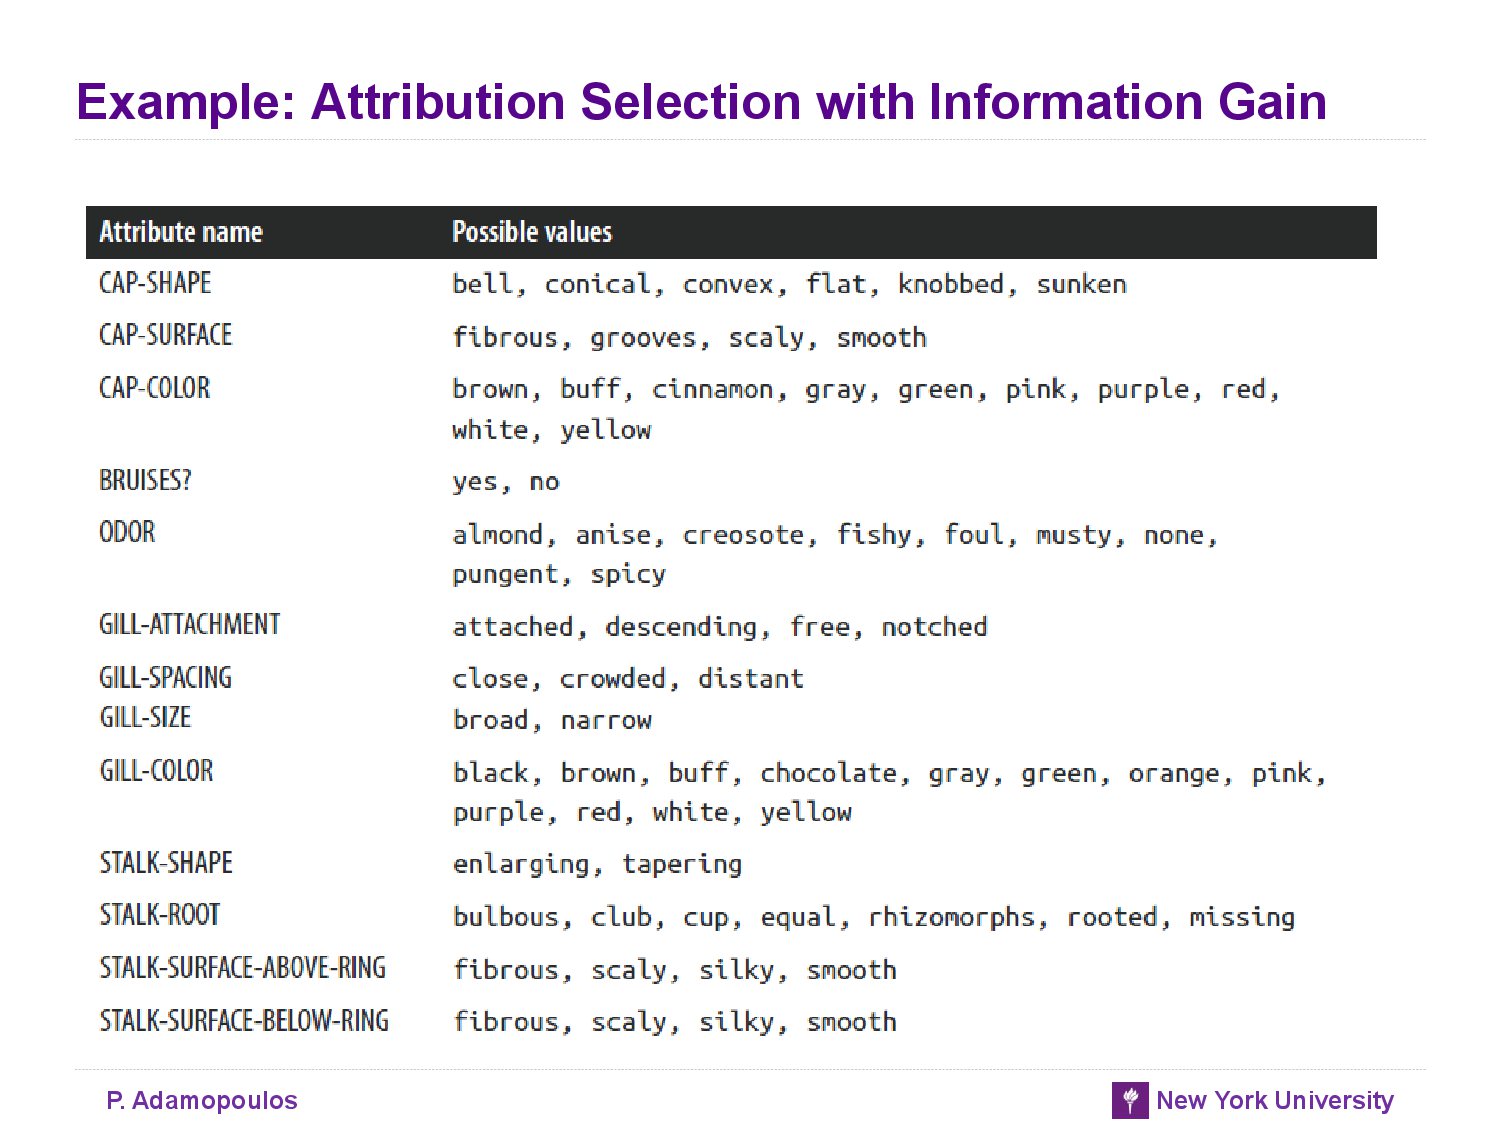 Example: Attribution Selection with Information Gain
Attribute name Possible values
CAP-SHAPE bell, conical, convex, flat, knobbed, sunken
CAP-SURFACE fibrous, grooves, scaly, smooth
CAP-COLOR brown, buff, cinnamon, gray, green, pink, purple, red,
white, yellow
BRUISES? yes, no
ODOR almond, anise, creosote, fishy, foul, musty, none,
pungent, spicy
GILL-ATTACHMENT attached, descending, free, notched
GILL-SPACING close, crowded, distant
GILL-SIZE broad, narrow
GILL-COLOR black, brown, buff, chocolate, gray, green, orange, pink,
purple, red, white, yellow
STALK-SHAPE enlarging, tapering
STALK-ROOT bulbous, club, cup, equal, rhizomorphs, rooted, missing
STALK-SURFACE-ABOVE-RING fibrous, scaly, silky, smooth
STALK-SURFACE-BELOW-RING fibrous, scaly, silky, smooth
P. Adamopoulos New York University